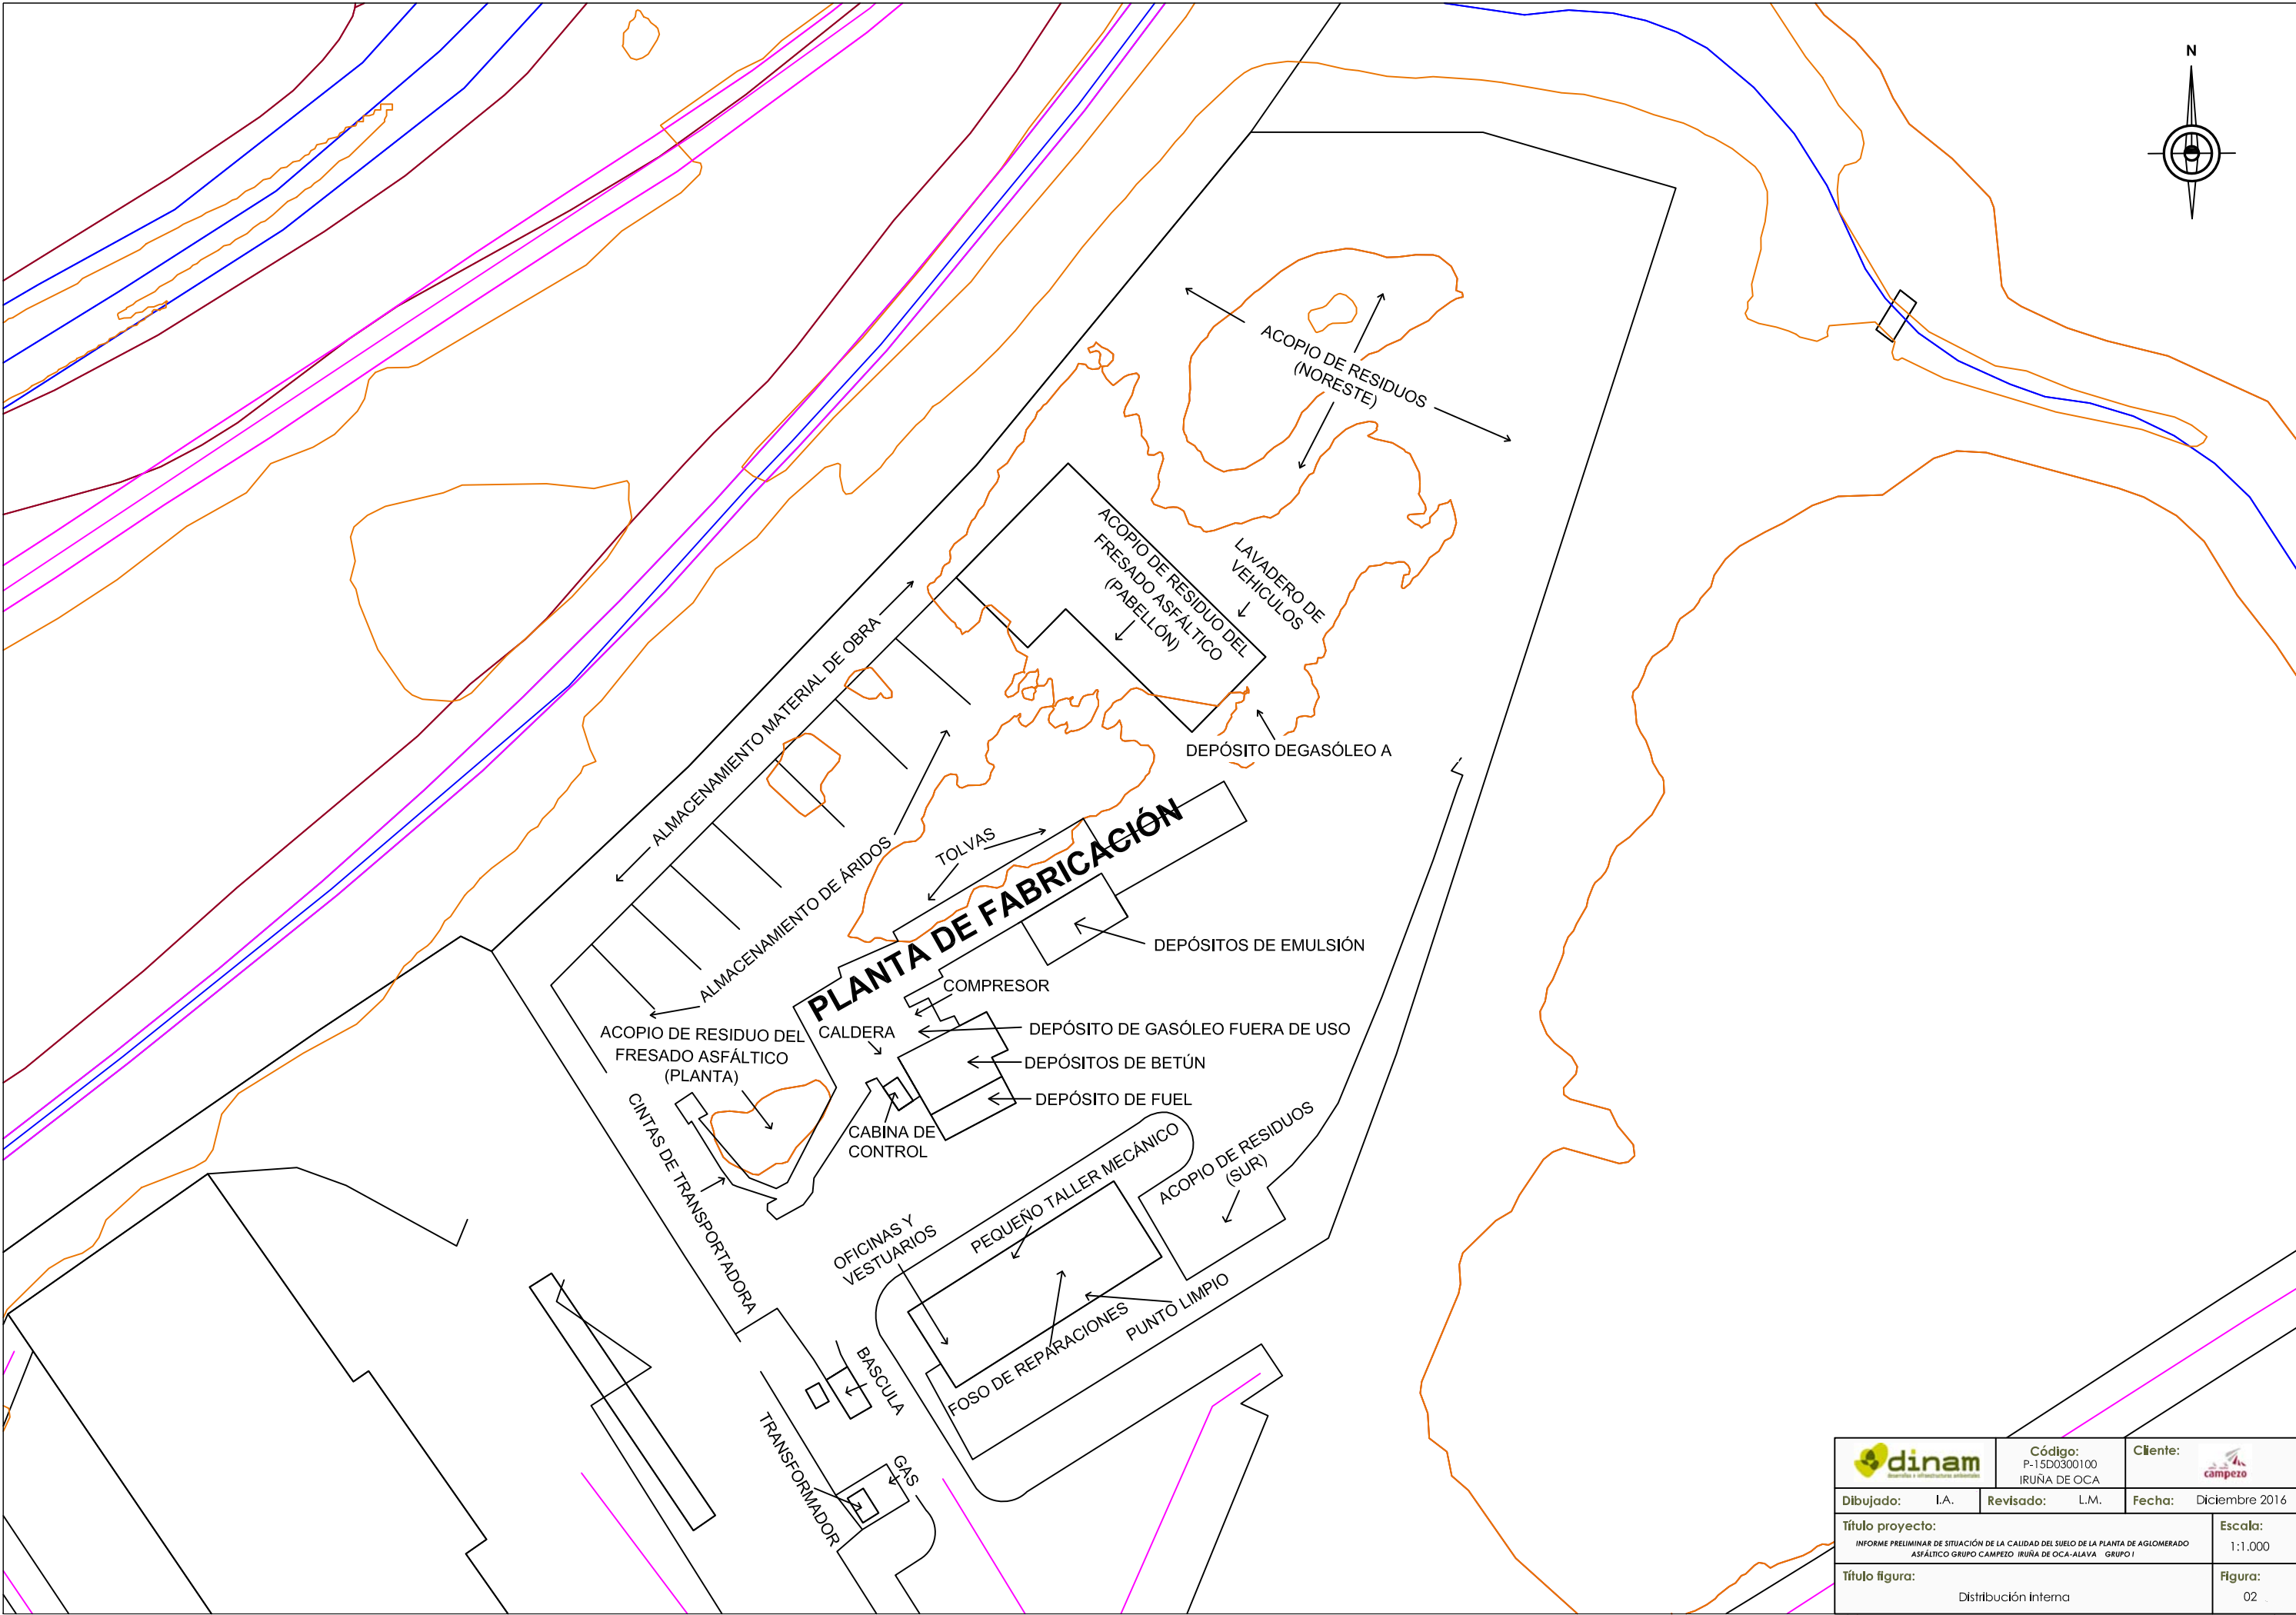 N
ACOPIO DE RESIDUOS
(NORESTE)
ACOPIO DE RESIDUO DEL
FRESADO ASFÁLTICO
(PABELLÓN)
LAVADERO DE
VEHICULOS
ALMACENAMIENTO MATERIAL DE OBRA
DEPÓSITO DEGASÓLEO A
TOLVAS
ALMACENAMIENTO DE ÁRIDOS
PLANTA DE FABRICACIÓN
DEPÓSITOS DE EMULSIÓN
COMPRESOR
CALDERA
DEPÓSITO DE GASÓLEO FUERA DE USO
ACOPIO DE RESIDUO DEL
FRESADO ASFÁLTICO
(PLANTA)
DEPÓSITOS DE BETÚN
DEPÓSITO DE FUEL
CABINA DE
CONTROL
CINTAS DE TRANSPORTADORA
PEQUEÑO TALLER MECÁNICO
ACOPIO DE RESIDUOS
(SUR)
OFICINAS Y
VESTUARIOS
PUNTO LIMPIO
FOSO DE REPARACIONES
BASCULA
TRANSFORMADOR
GAS
dinam
Código:
P-15D0300100
IRUÑA DE OCA
Cliente:
campezo
Dibujado: I.A.
Revisado: L.M.
Fecha: Diciembre 2016
Título proyecto:
INFORME PRELIMINAR DE SITUACIÓN DE LA CALIDAD DEL SUELO DE LA PLANTA DE AGLOMERADO
ASFÁLTICO GRUPO CAMPEZO IRUÑA DE OCA-ALAVA GRUPO I
Escala:
1:1.000
Título figura:
Distribución interna
Figura:
02